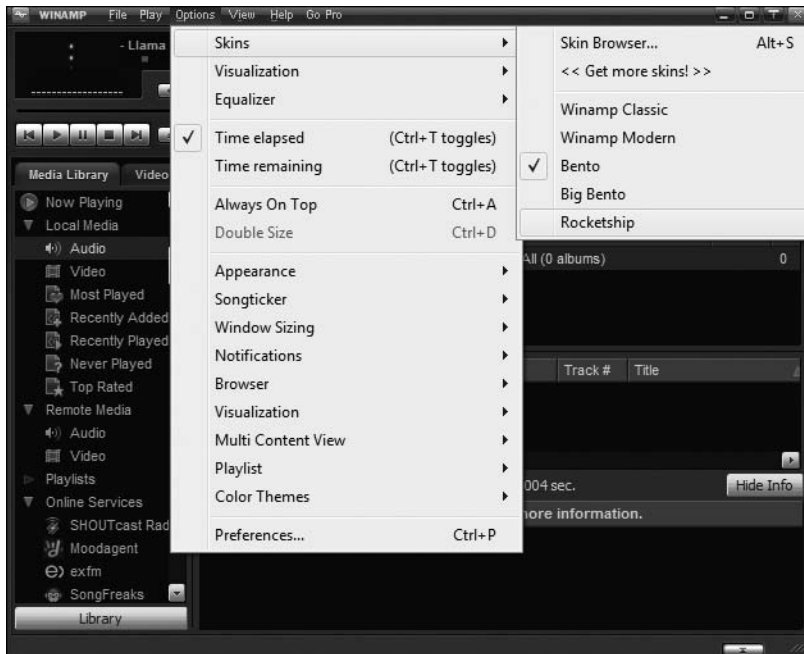 WINAMP File Play Options View Help Go Pro
- Llama
Media Library Video
Now Playing
Local Media
Audio
Video
Most Played
Recently Added
Recently Played
Never Played
Top Rated
Remote Media
Audio
Video
Playlists
Online Services
SHOUTcast Rad
Moodagent
exfm
SongFreaks
Library
Skins
Visualization
Equalizer
Time elapsed (Ctrl+T toggles)
Time remaining (Ctrl+T toggles)
Always On Top Ctrl+A
Double Size Ctrl+D
Appearance
Songticker
Window Sizing
Notifications
Browser
Visualization
Multi Content View
Playlist
Color Themes
Preferences... Ctrl+P
Skin Browser... Alt+S
<< Get more skins! >>
Winamp Classic
Winamp Modern
Bento
Big Bento
Rocketship
All (0 albums) 0
Track # Title
004 sec. Hide Info
more information.